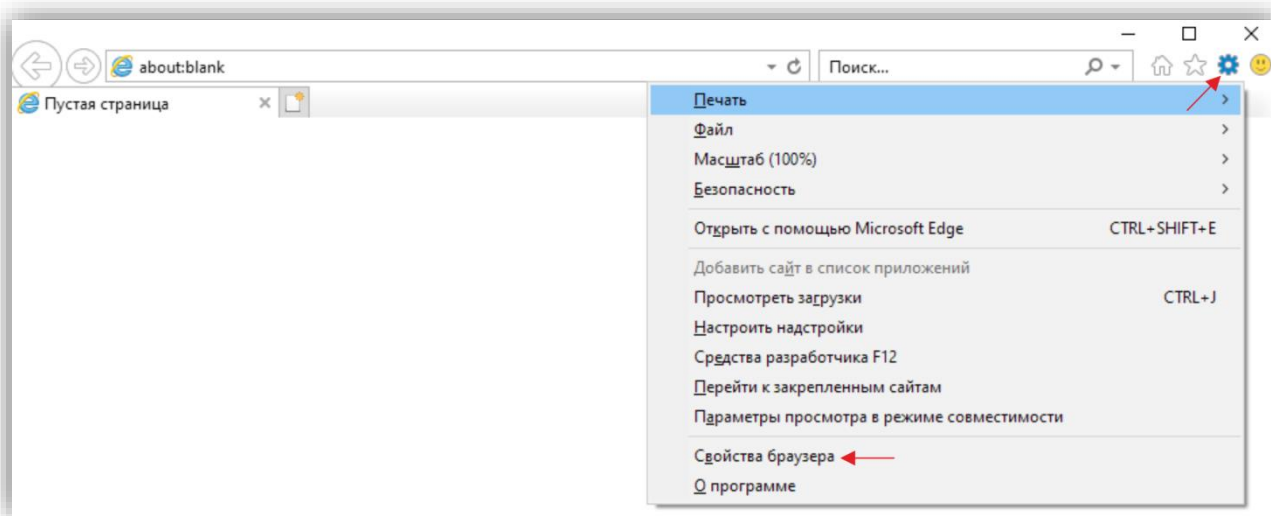 about:blank
Поиск...
Пустая страница
Печать
Файл
Масштаб (100%)
Безопасность
Открыть с помощью Microsoft Edge CTRL+SHIFT+E
Добавить сайт в список приложений
Просмотреть загрузки CTRL+J
Настроить надстройки
Средства разработчика F12
Перейти к закрепленным сайтам
Параметры просмотра в режиме совместимости
Свойства браузера
О программе